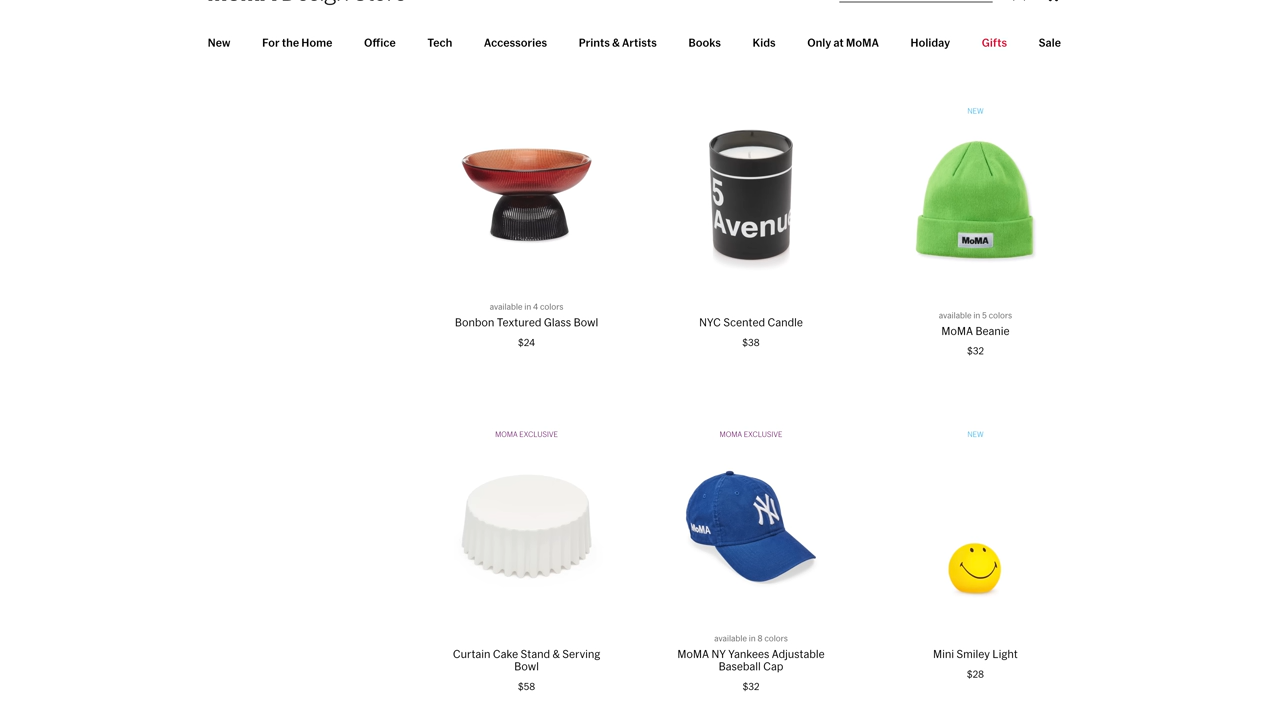 New For the Home Office Tech Accessories Prints & Artists Books Kids Only at MoMA Holiday Gifts Sale
NEW
5
Avenue
MoMA
available in 4 colors
Bonbon Textured Glass Bowl
$24
NYC Scented Candle
$38
available in 5 colors
MoMA Beanie
$32
MOMA EXCLUSIVE
MOMA EXCLUSIVE
NEW
NY
MoMA
Curtain Cake Stand & Serving
Bowl
$58
available in 8 colors
MoMA NY Yankees Adjustable
Baseball Cap
$32
Mini Smiley Light
$28